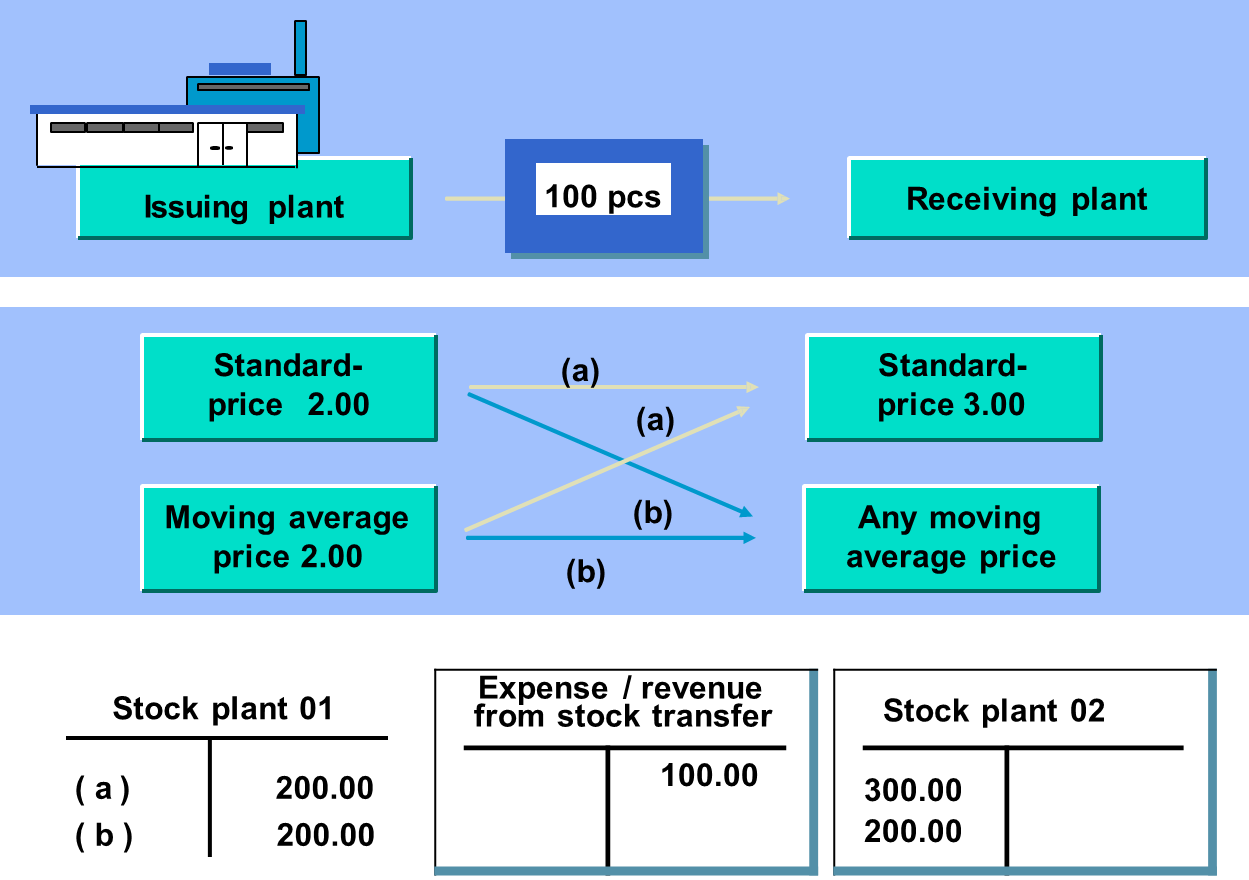 Issuing plant
100 pcs
Receiving plant
Standard-
price 2.00
(a)
(a)
Standard-
price 3.00
Moving average
price 2.00
(b)
(b)
Any moving
average price
Stock plant 01
( a ) 200.00
( b ) 200.00
Expense / revenue
from stock transfer
100.00
Stock plant 02
300.00
200.00